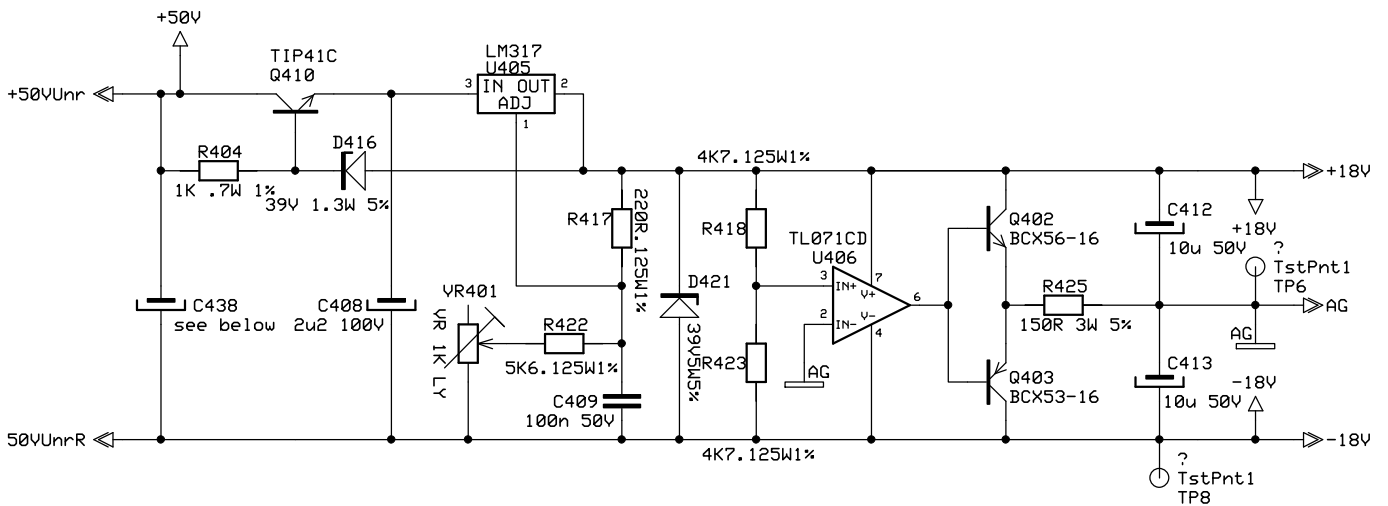 +50V
TIP41C
Q410
LM317
U405
+50VUnr
3
IN OUT
ADJ
2
1
D416
R404
1K .7W 1%
39V 1.3W 5%
4K7.125W1%
+18V
R417
220R.125W1%
R418
TL071CD
U406
Q402
BCX56-16
C412
10u 50V
+18V
?
TstPnt1
TP6
3
IN+
7
V+
6
2
IN-
V-
4
D421
39V5W5%
C438
see below
C408
2u2 100V
VR401
VR 1K LY
R422
5K6.125W1%
R425
150R 3W 5%
AG
AG
R423
AG
Q403
BCX53-16
C413
10u 50V
-18V
C409
100n 50V
50VUnrR
4K7.125W1%
-18V
?
TstPnt1
TP8